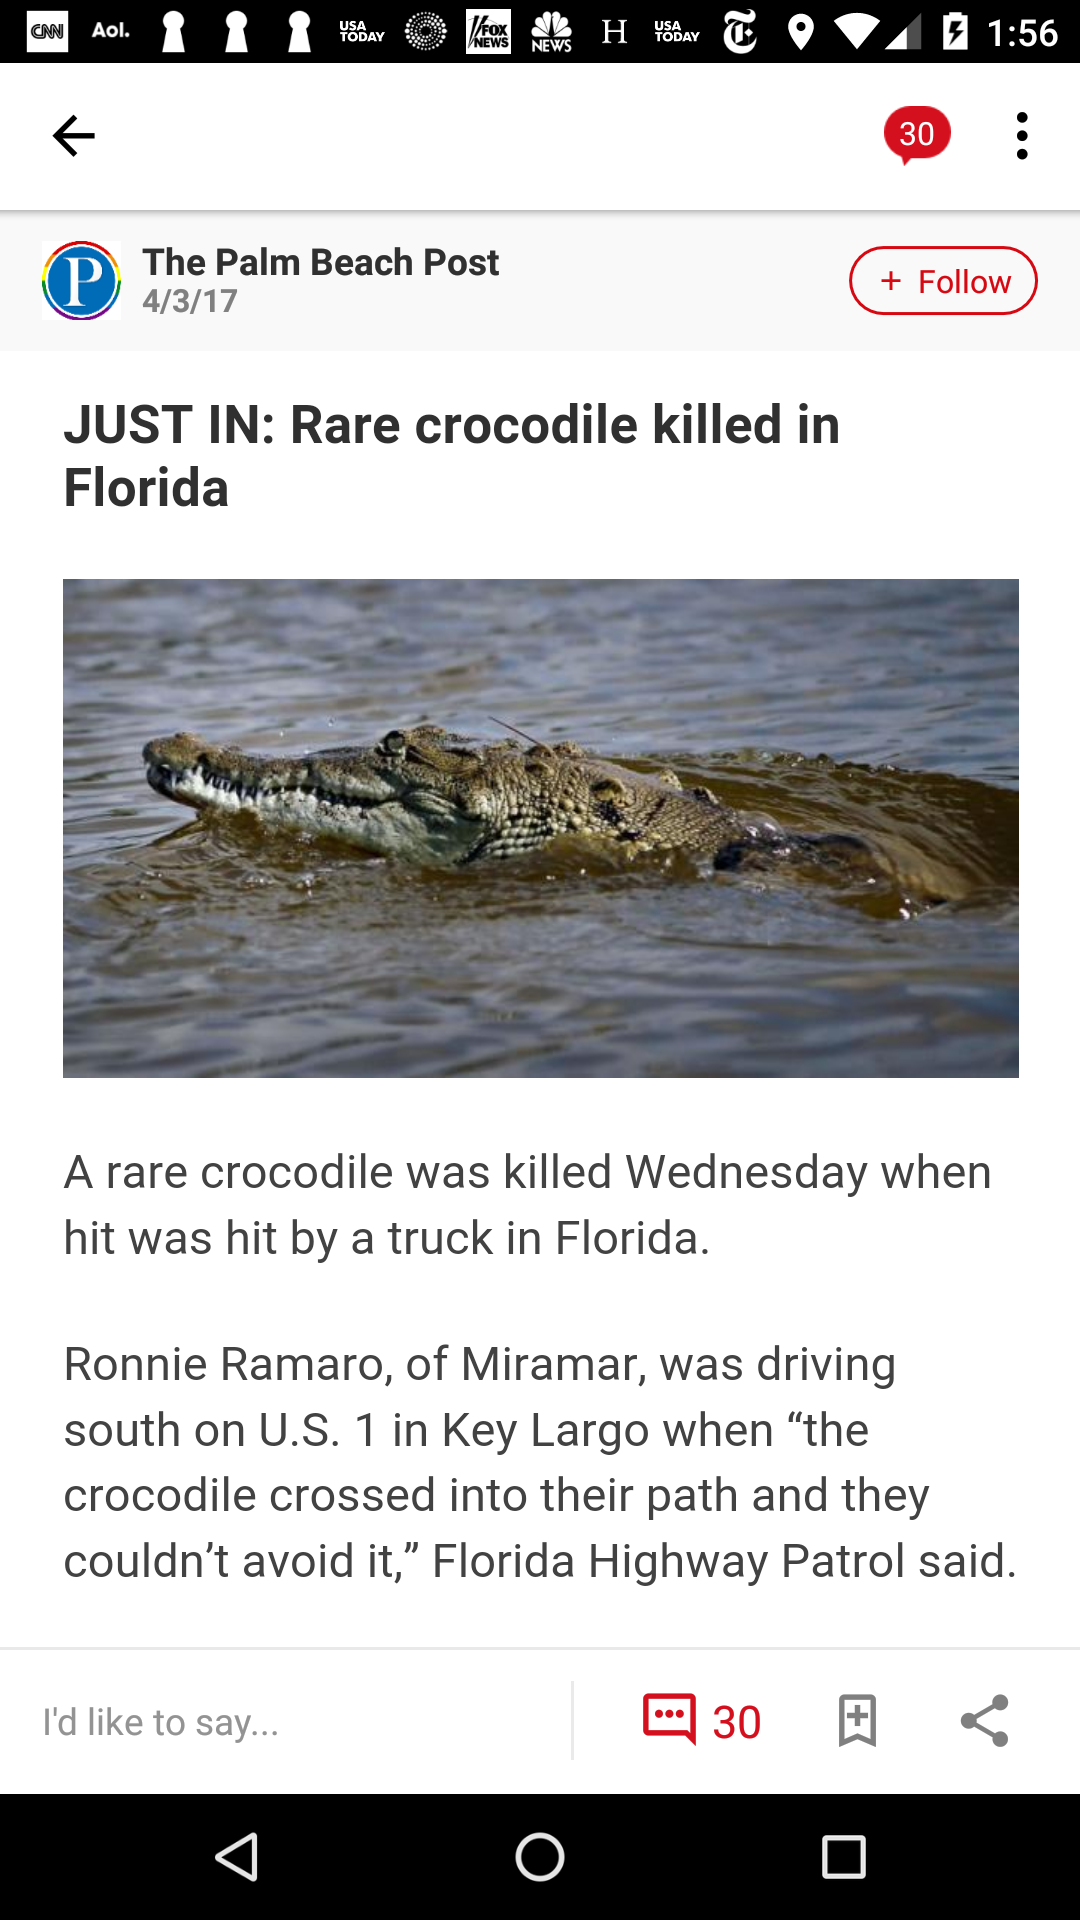 CNN Aol. USA TODAY FOX NEWS NBC NEWS H USA TODAY T 1:56
30
P The Palm Beach Post
4/3/17
+ Follow
JUST IN: Rare crocodile killed in
Florida
A rare crocodile was killed Wednesday when
hit was hit by a truck in Florida.
Ronnie Ramaro, of Miramar, was driving
south on U.S. 1 in Key Largo when “the
crocodile crossed into their path and they
couldn’t avoid it,” Florida Highway Patrol said.
I'd like to say...
30